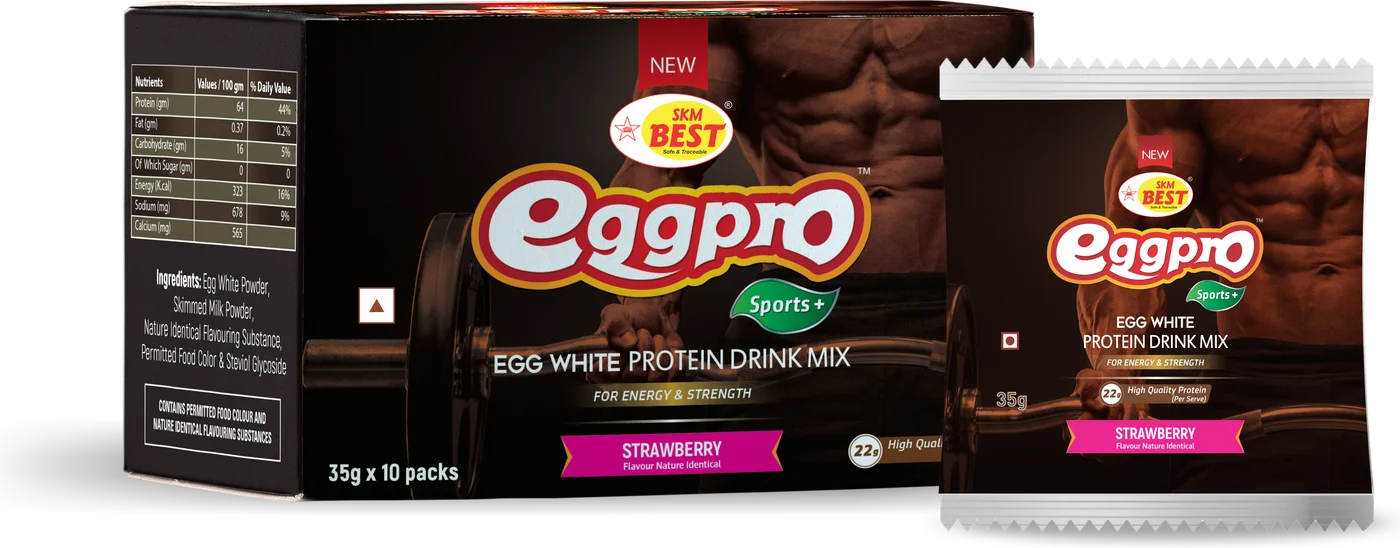 Nutrients Values / 100 gm % Daily Value
Protein (gm) 64 44%
Fat (gm) 0.37 0.2%
Carbohydrate (gm) 16 5%
Of Which Sugar (gm) 0 0
Energy (K.cal) 323 16%
Sodium (mg) 678 9%
Calcium (mg) 565
Ingredients: Egg White Powder,
Skimmed Milk Powder,
Nature Identical Flavouring Substance,
Permitted Food Color & Steviol Glycoside
CONTAINS PERMITTED FOOD COLOUR AND
NATURE IDENTICAL FLAVOURING SUBSTANCES
NEW
SKM
BEST
®
Safe & Traceable
eggpro
TM
Sports+
EGG WHITE PROTEIN DRINK MIX
FOR ENERGY & STRENGTH
STRAWBERRY
Flavour Nature Identical
35g x 10 packs
22g High Quali
NEW
SKM
BEST
®
Safe & Traceable
eggpro
TM
Sports+
EGG WHITE
PROTEIN DRINK MIX
FOR ENERGY & STRENGTH
35g
22g High Quality Protein
(Per Serve)
STRAWBERRY
Flavour Nature Identical